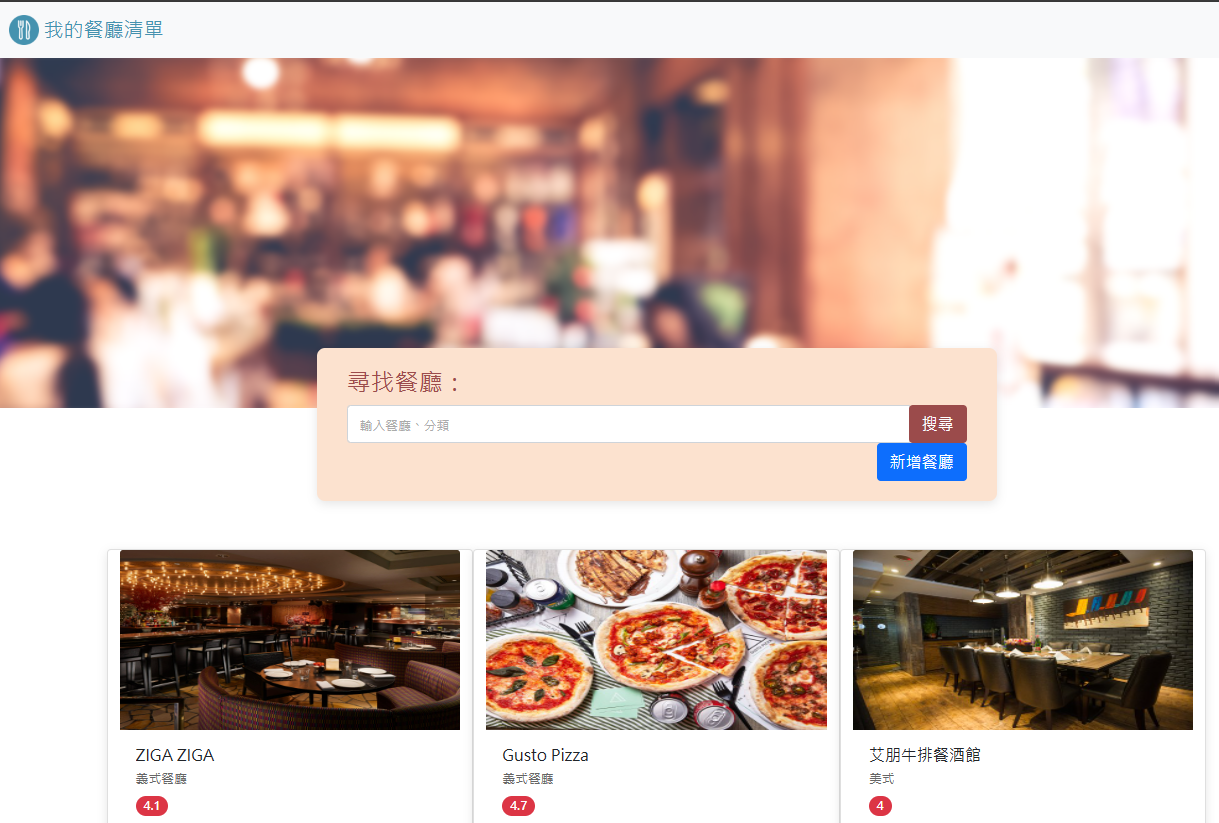 我的餐廳清單
尋找餐廳：
輸入餐廳、分類
搜尋
新增餐廳
ZIGA ZIGA
義式餐廳
4.1
Gusto Pizza
義式餐廳
4.7
艾朋牛排餐酒館
美式
4